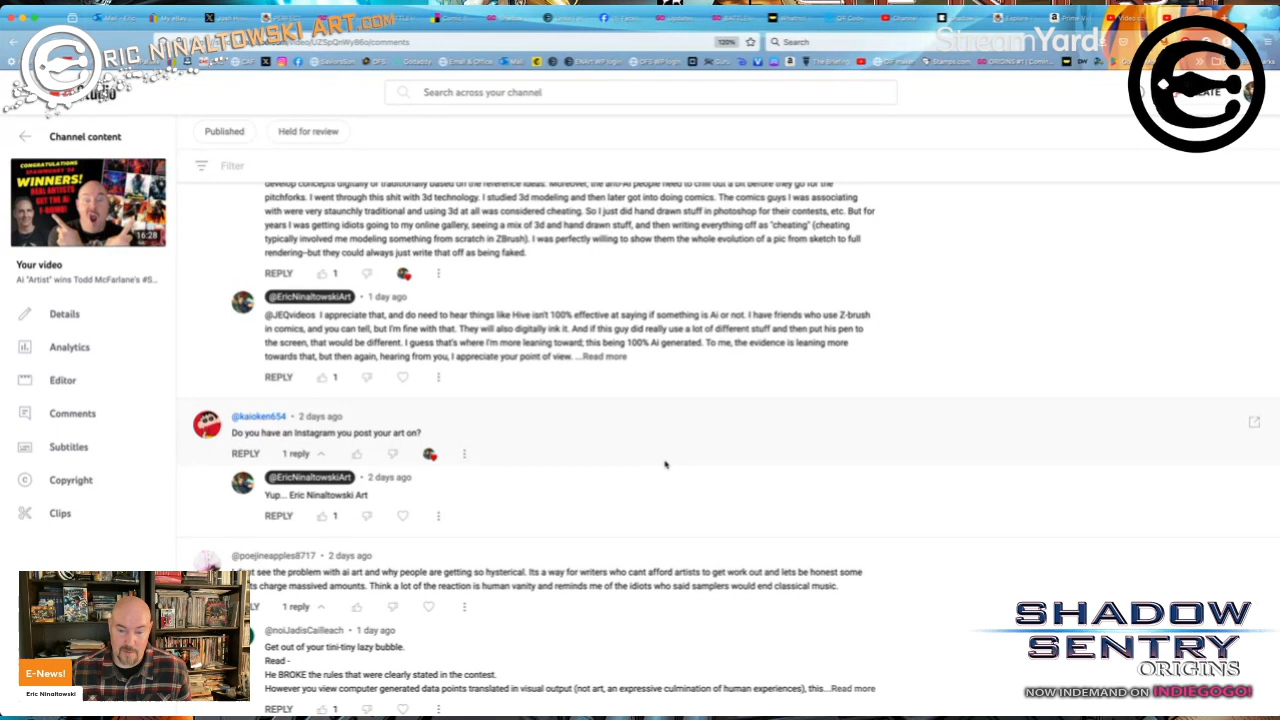 ERIC NINALTOWSKI ART.COM
StreamYard
Search
120%
CREATE
Search across your channel
Channel content
Published
Held for review
Filter
CONGRATULATIONS
WINNERS!
16:28
Your video
Ai "Artist" wins Todd McFarlane's #S...
Details
Analytics
Editor
Comments
Subtitles
Copyright
Clips
develop concepts digitally or traditionally based on the reference ideas. Moreover, the anti-AI people need to chill out a bit before they go for the
pitchforks. I went through this shit with 3d technology. I studied 3d modeling and then later got into doing comics. The comics guys I was associating
with were very staunchly traditional and using 3d at all was considered cheating. So I just did hand drawn stuff in photoshop for their contests, etc. But for
years I was getting idiots going to my online gallery, seeing a mix of 3d and hand drawn stuff, and then writing everything off as "cheating" (cheating
typically involved me modeling something from scratch in ZBrush). I was perfectly willing to show them the whole evolution of a pic from sketch to full
rendering--but they could always just write that off as being faked.
REPLY 1
@EricNinaltowskiArt • 1 day ago
@JEQvideos I appreciate that, and do need to hear things like Hive isn't 100% effective at saying if something is Ai or not. I have friends who use Z-brush
in comics, and you can tell, but I'm fine with that. They will also digitally ink it. And if this guy did really use a lot of different stuff and then put his pen to
the screen, that would be different. I guess that's where I'm more leaning toward; this being 100% Ai generated. To me, the evidence is leaning more
towards that, but then again, hearing from you, I appreciate your point of view. ...Read more
REPLY 1
@kaioken654 • 2 days ago
Do you have an Instagram you post your art on?
REPLY 1 reply
@EricNinaltowskiArt • 2 days ago
Yup... Eric Ninaltowski Art
REPLY 1
@poejineapples8717 • 2 days ago
see the problem with ai art and why people are getting so hysterical. Its a way for writers who cant afford artists to get work out and lets be honest some
charge massived amounts. Think a lot of the reaction is human vanity and reminds me of the idiots who said samplers would end classical music.
1 reply
@noiJadisCailleach • 1 day ago
Get out of your tini-tiny lazy bubble.
Read -
He BROKE the rules that were clearly stated in the contest.
However you view computer generated data points translated in visual output (not art, an expressive culmination of human experiences), this...Read more
REPLY 1
E-News!
Eric Ninaltowski
SHADOW
SENTRY
ORIGINS
NOW INDEMAND ON INDIEGOGO!